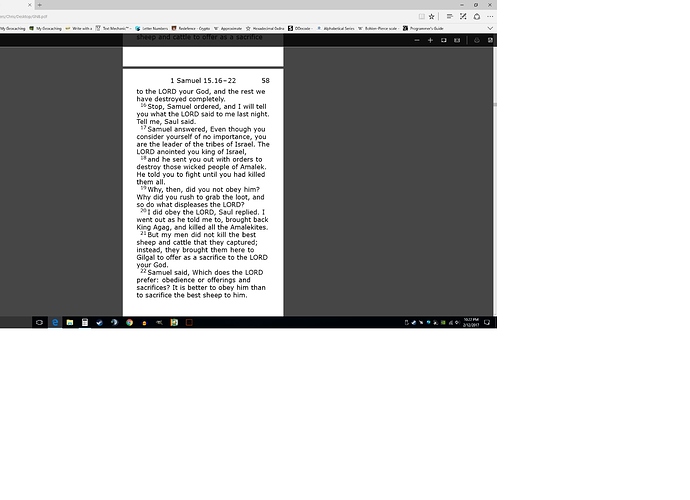 My Geocaching
My Geocaching
Write with c
Text Mechanic™
Letter Numbers
Redefence - Crypto
Approximate
Hexadecimal Gedns
DDecode
Alphabetical Series
Bottom-Pierce scale
Programmer's Guide
sheep and cattle to offer as a sacrifice
1 Samuel 15.16–22 58
to the LORD your God, and the rest we
have destroyed completely.
16 Stop, Samuel ordered, and I will tell
you what the LORD said to me last night.
Tell me, Saul said.
17 Samuel answered, Even though you
consider yourself of no importance, you
are the leader of the tribes of Israel. The
LORD anointed you king of Israel,
18 and he sent you out with orders to
destroy those wicked people of Amalek.
He told you to fight until you had killed
them all.
19 Why, then, did you not obey him?
Why did you rush to grab the loot, and
so do what displeases the LORD?
20 I did obey the LORD, Saul replied. I
went out as he told me to, brought back
King Agag, and killed all the Amalekites.
21 But my men did not kill the best
sheep and cattle that they captured;
instead, they brought them here to
Gilgal to offer as a sacrifice to the LORD
your God.
22 Samuel said, Which does the LORD
prefer: obedience or offerings and
sacrifices? It is better to obey him than
to sacrifice the best sheep to him.
10:27 PM
2/12/2017